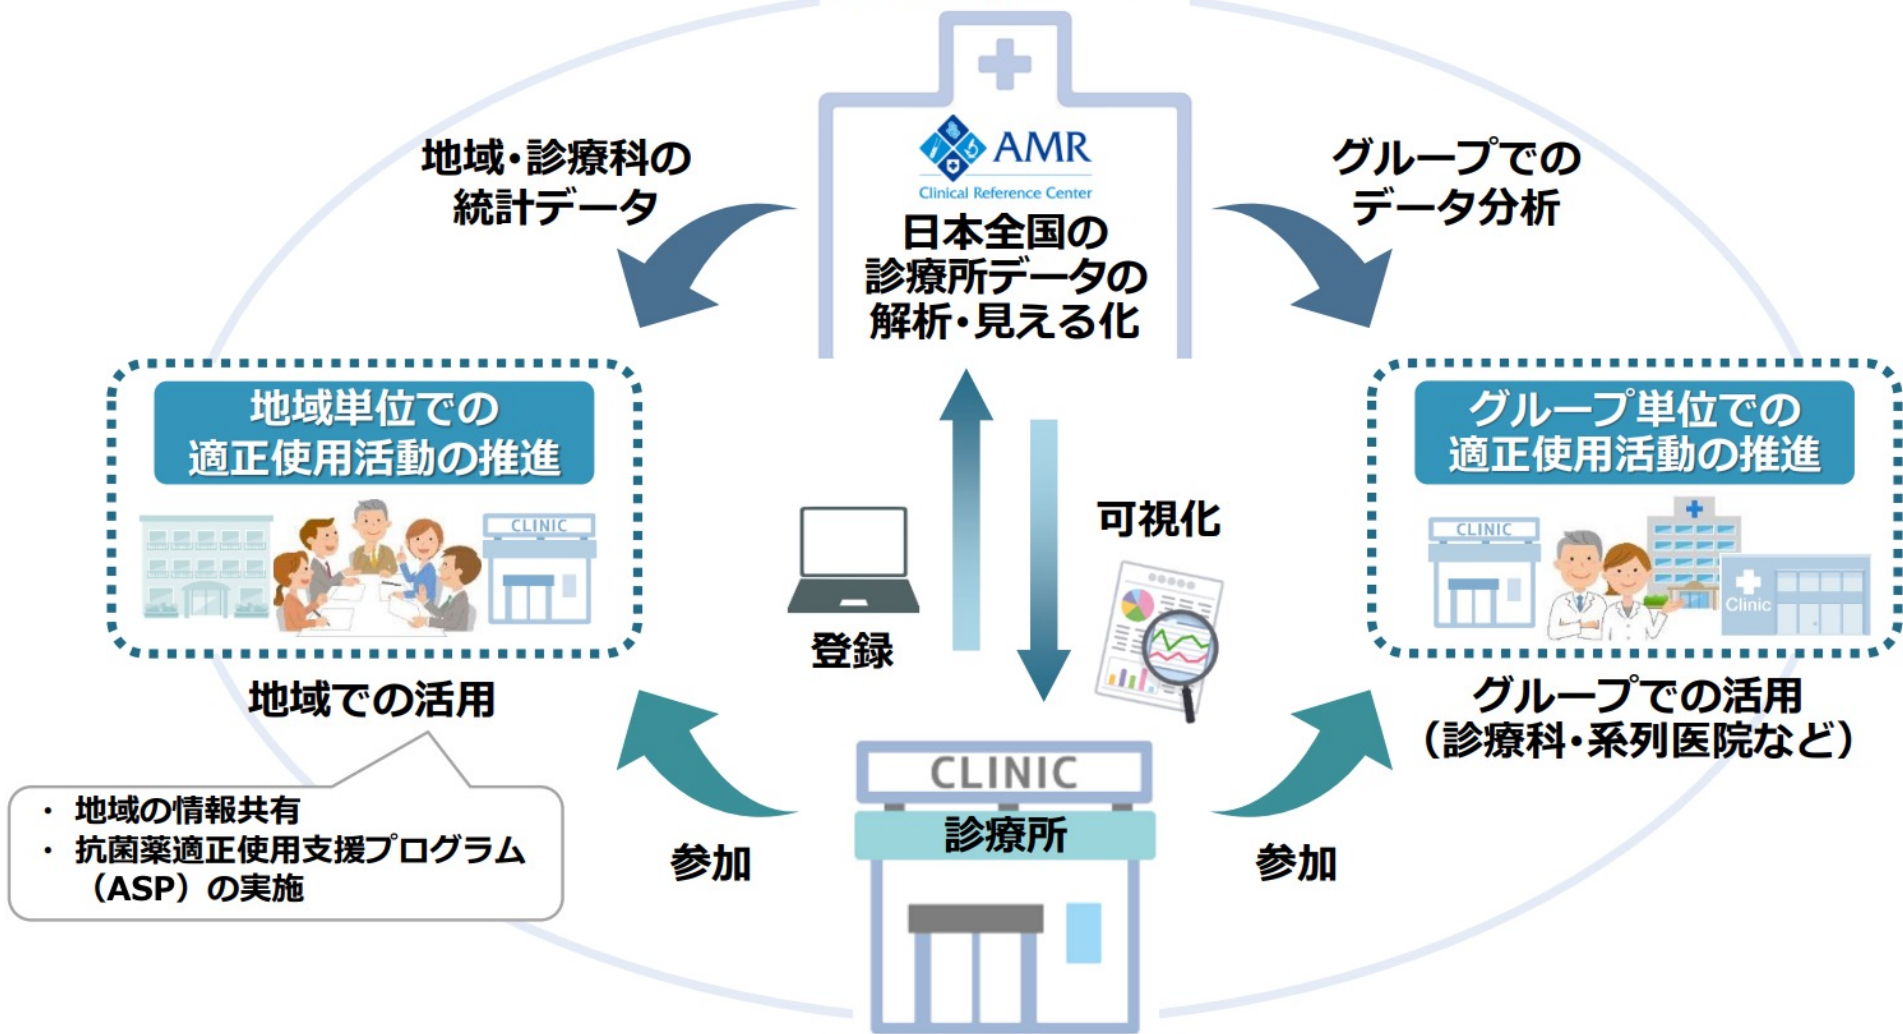 AMR
Clinical Reference Center
日本全国の
診療所データの
解析・見える化
地域・診療科の
統計データ
グループでの
データ分析
地域単位での
適正使用活動の推進
CLINIC
地域での活用
・ 地域の情報共有
・ 抗菌薬適正使用支援プログラム
（ASP）の実施
グループ単位での
適正使用活動の推進
CLINIC
Clinic
グループでの活用
（診療科・系列医院など）
登録
可視化
参加
参加
CLINIC
診療所